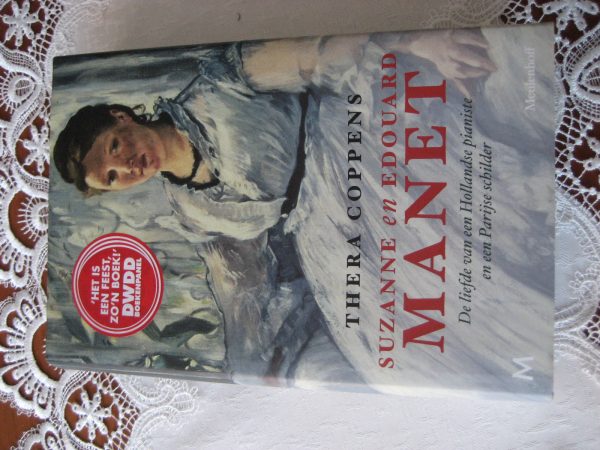 THERA COPPENS
SUZANNE en EDOUARD
MANET
De liefde van een Hollandse pianiste
en een Parijse schilder
'HET IS
EEN FEEST,
ZO'N BOEK!'
DWDD
BOEKENPANEL
M
Meulenhoff